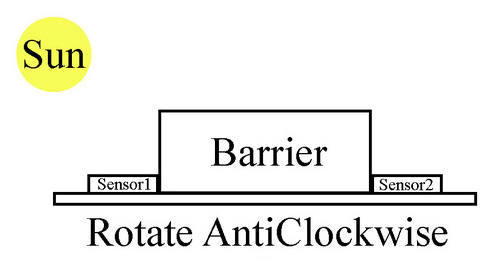 Sun
Barrier
Sensor1 Sensor2
Rotate AntiClockwise